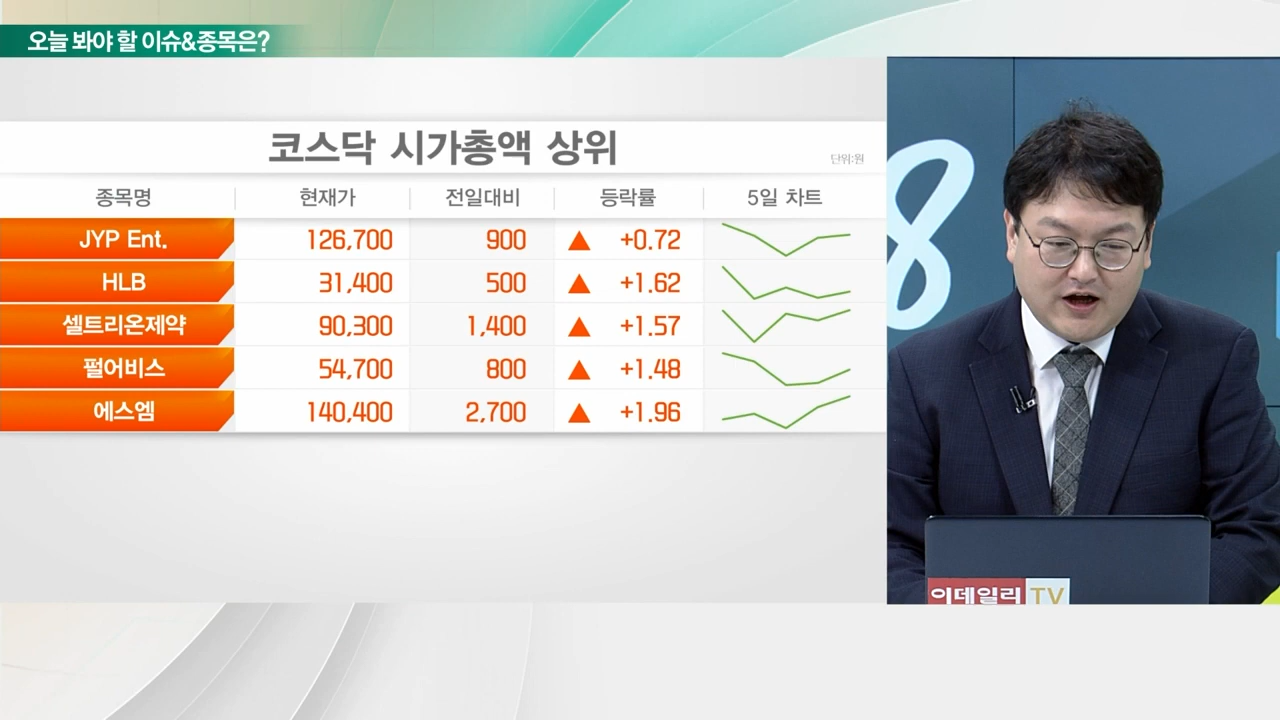 오늘 봐야 할 이슈&종목은?
코스닥 시가총액 상위
단위:원
종목명 현재가 전일대비 등락률 5일 차트
JYP Ent. 126,700 900 ▲ +0.72
HLB 31,400 500 ▲ +1.62
셀트리온제약 90,300 1,400 ▲ +1.57
펄어비스 54,700 800 ▲ +1.48
에스엠 140,400 2,700 ▲ +1.96
8
이데일리 TV